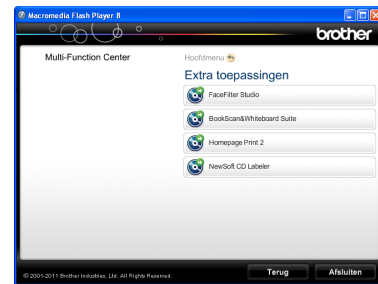 Macromedia Flash Player 8
brother
Multi-Function Center
Hoofdmenu
Extra toepassingen
FaceFilter Studio
BookScan&Whiteboard Suite
Homepage Print 2
NewSoft CD Labeler
© 2001-2011 Brother Industries, Ltd. All Rights Reserved.
Terug
Afsluiten